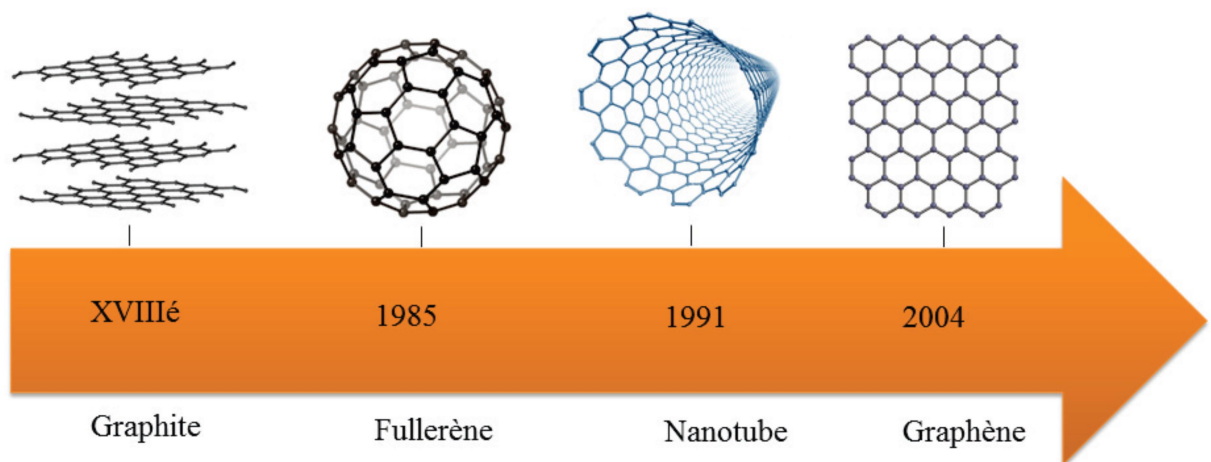 XVIIIé
1985
1991
2004
Graphite
Fullerène
Nanotube
Graphène